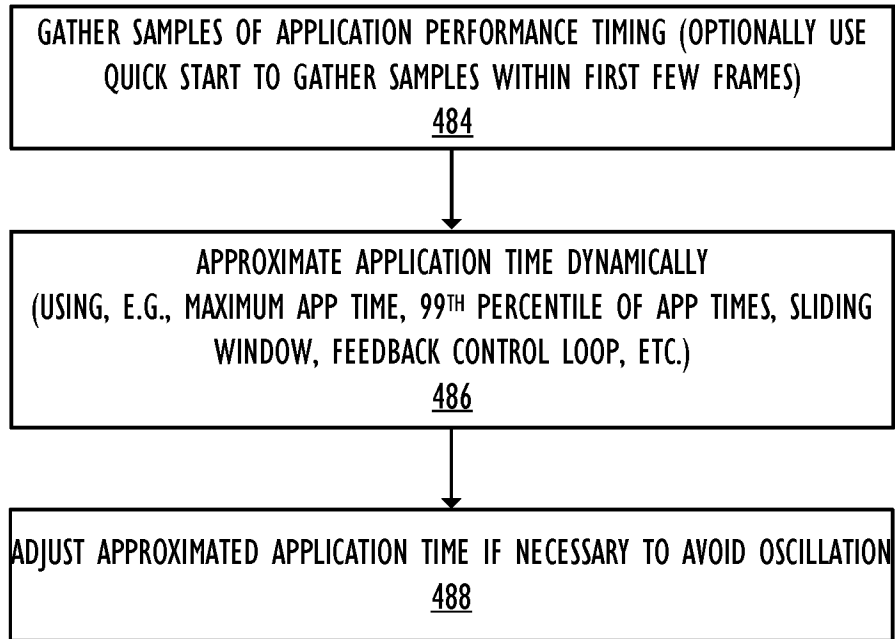 GATHER SAMPLES OF APPLICATION PERFORMANCE TIMING (OPTIONALLY USE
QUICK START TO GATHER SAMPLES WITHIN FIRST FEW FRAMES)
484
APPROXIMATE APPLICATION TIME DYNAMICALLY
(USING, E.G., MAXIMUM APP TIME, 99TH PERCENTILE OF APP TIMES, SLIDING
WINDOW, FEEDBACK CONTROL LOOP, ETC.)
486
ADJUST APPROXIMATED APPLICATION TIME IF NECESSARY TO AVOID OSCILLATION
488